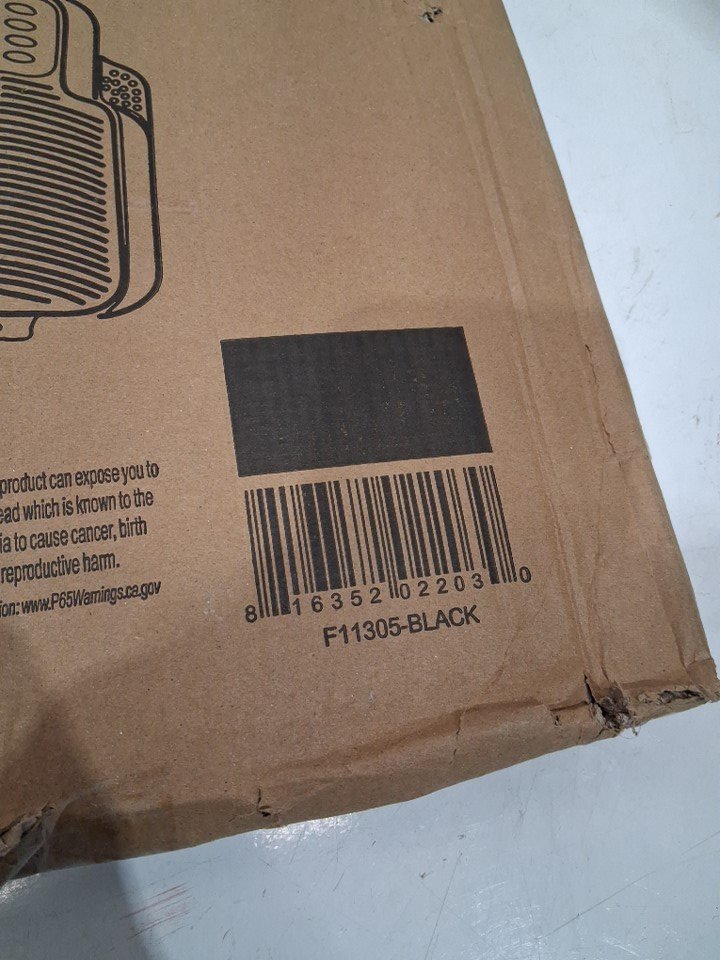 product can expose you to
ead which is known to the
ia to cause cancer, birth
reproductive harm.
ion: www.P65Warnings.ca.gov
8 16352 02203 0
F11305-BLACK